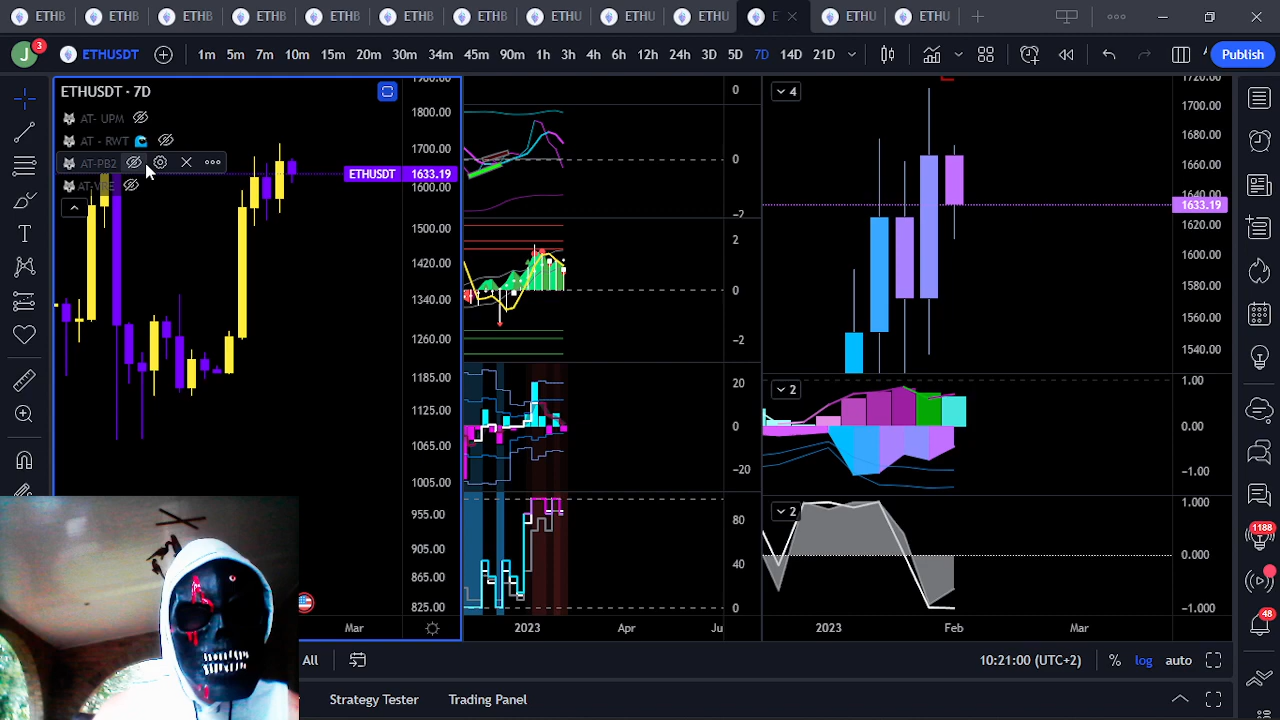 ETHB
ETHB
ETHB
ETHB
ETHB
ETHB
ETHB
ETHU
ETHU
ETHU
E
ETHU
ETHU
J
3
ETHUSDT
1m 5m 7m 10m 15m 20m 30m 34m 45m 90m 1h 3h 4h 6h 12h 24h 3D 5D 7D 14D 21D
Publish
ETHUSDT · 7D
AT- UPM
AT - RWT
AT-PB2
ETHUSDT 1633.19
1800.00
1700.00
1600.00
1500.00
1420.00
1340.00
1260.00
1185.00
1125.00
1065.00
1005.00
955.00
905.00
865.00
825.00
Mar
0
0
−2
2
0
−2
20
0
−20
80
40
0
2023 Apr
4
1700.00
1680.00
1660.00
1640.00
1633.19
1620.00
1600.00
1580.00
1560.00
1540.00
2
1.00
0.00
−1.00
2
1.000
0.000
−1.000
2023 Feb Mar
1188
48
All
10:21:00 (UTC+2) % log auto
Strategy Tester Trading Panel